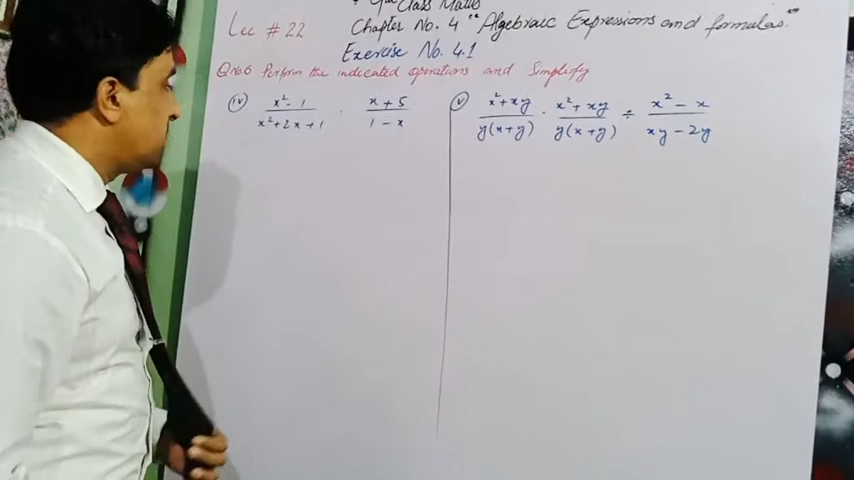 Class Maths
Lec # 22
Chapter No. 4 "Algebraic Expressions and formulas."
Exercise No. 4.1
Q No 6 Perform the indicated operations and Simplify
(iv) (x² - 1)/(x² + 2x + 1) · (x + 5)/(1 - x)
(v) (x² + xy)/(y(x + y)) · (x² + xy)/(y(x + y)) ÷ (x² - x)/(xy - 2y)